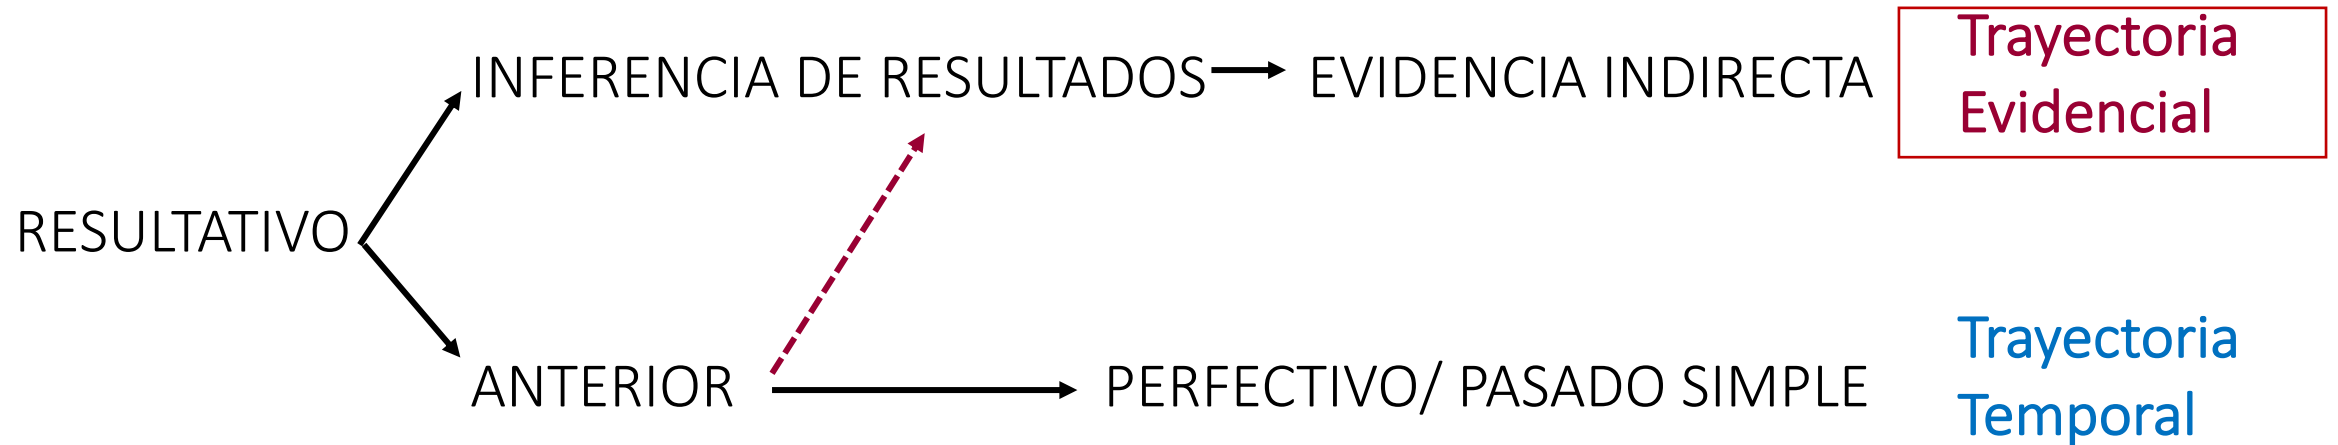 INFERENCIA DE RESULTADOS
EVIDENCIA INDIRECTA
Trayectoria
Evidencial
RESULTATIVO
ANTERIOR
PERFECTIVO/ PASADO SIMPLE
Trayectoria
Temporal